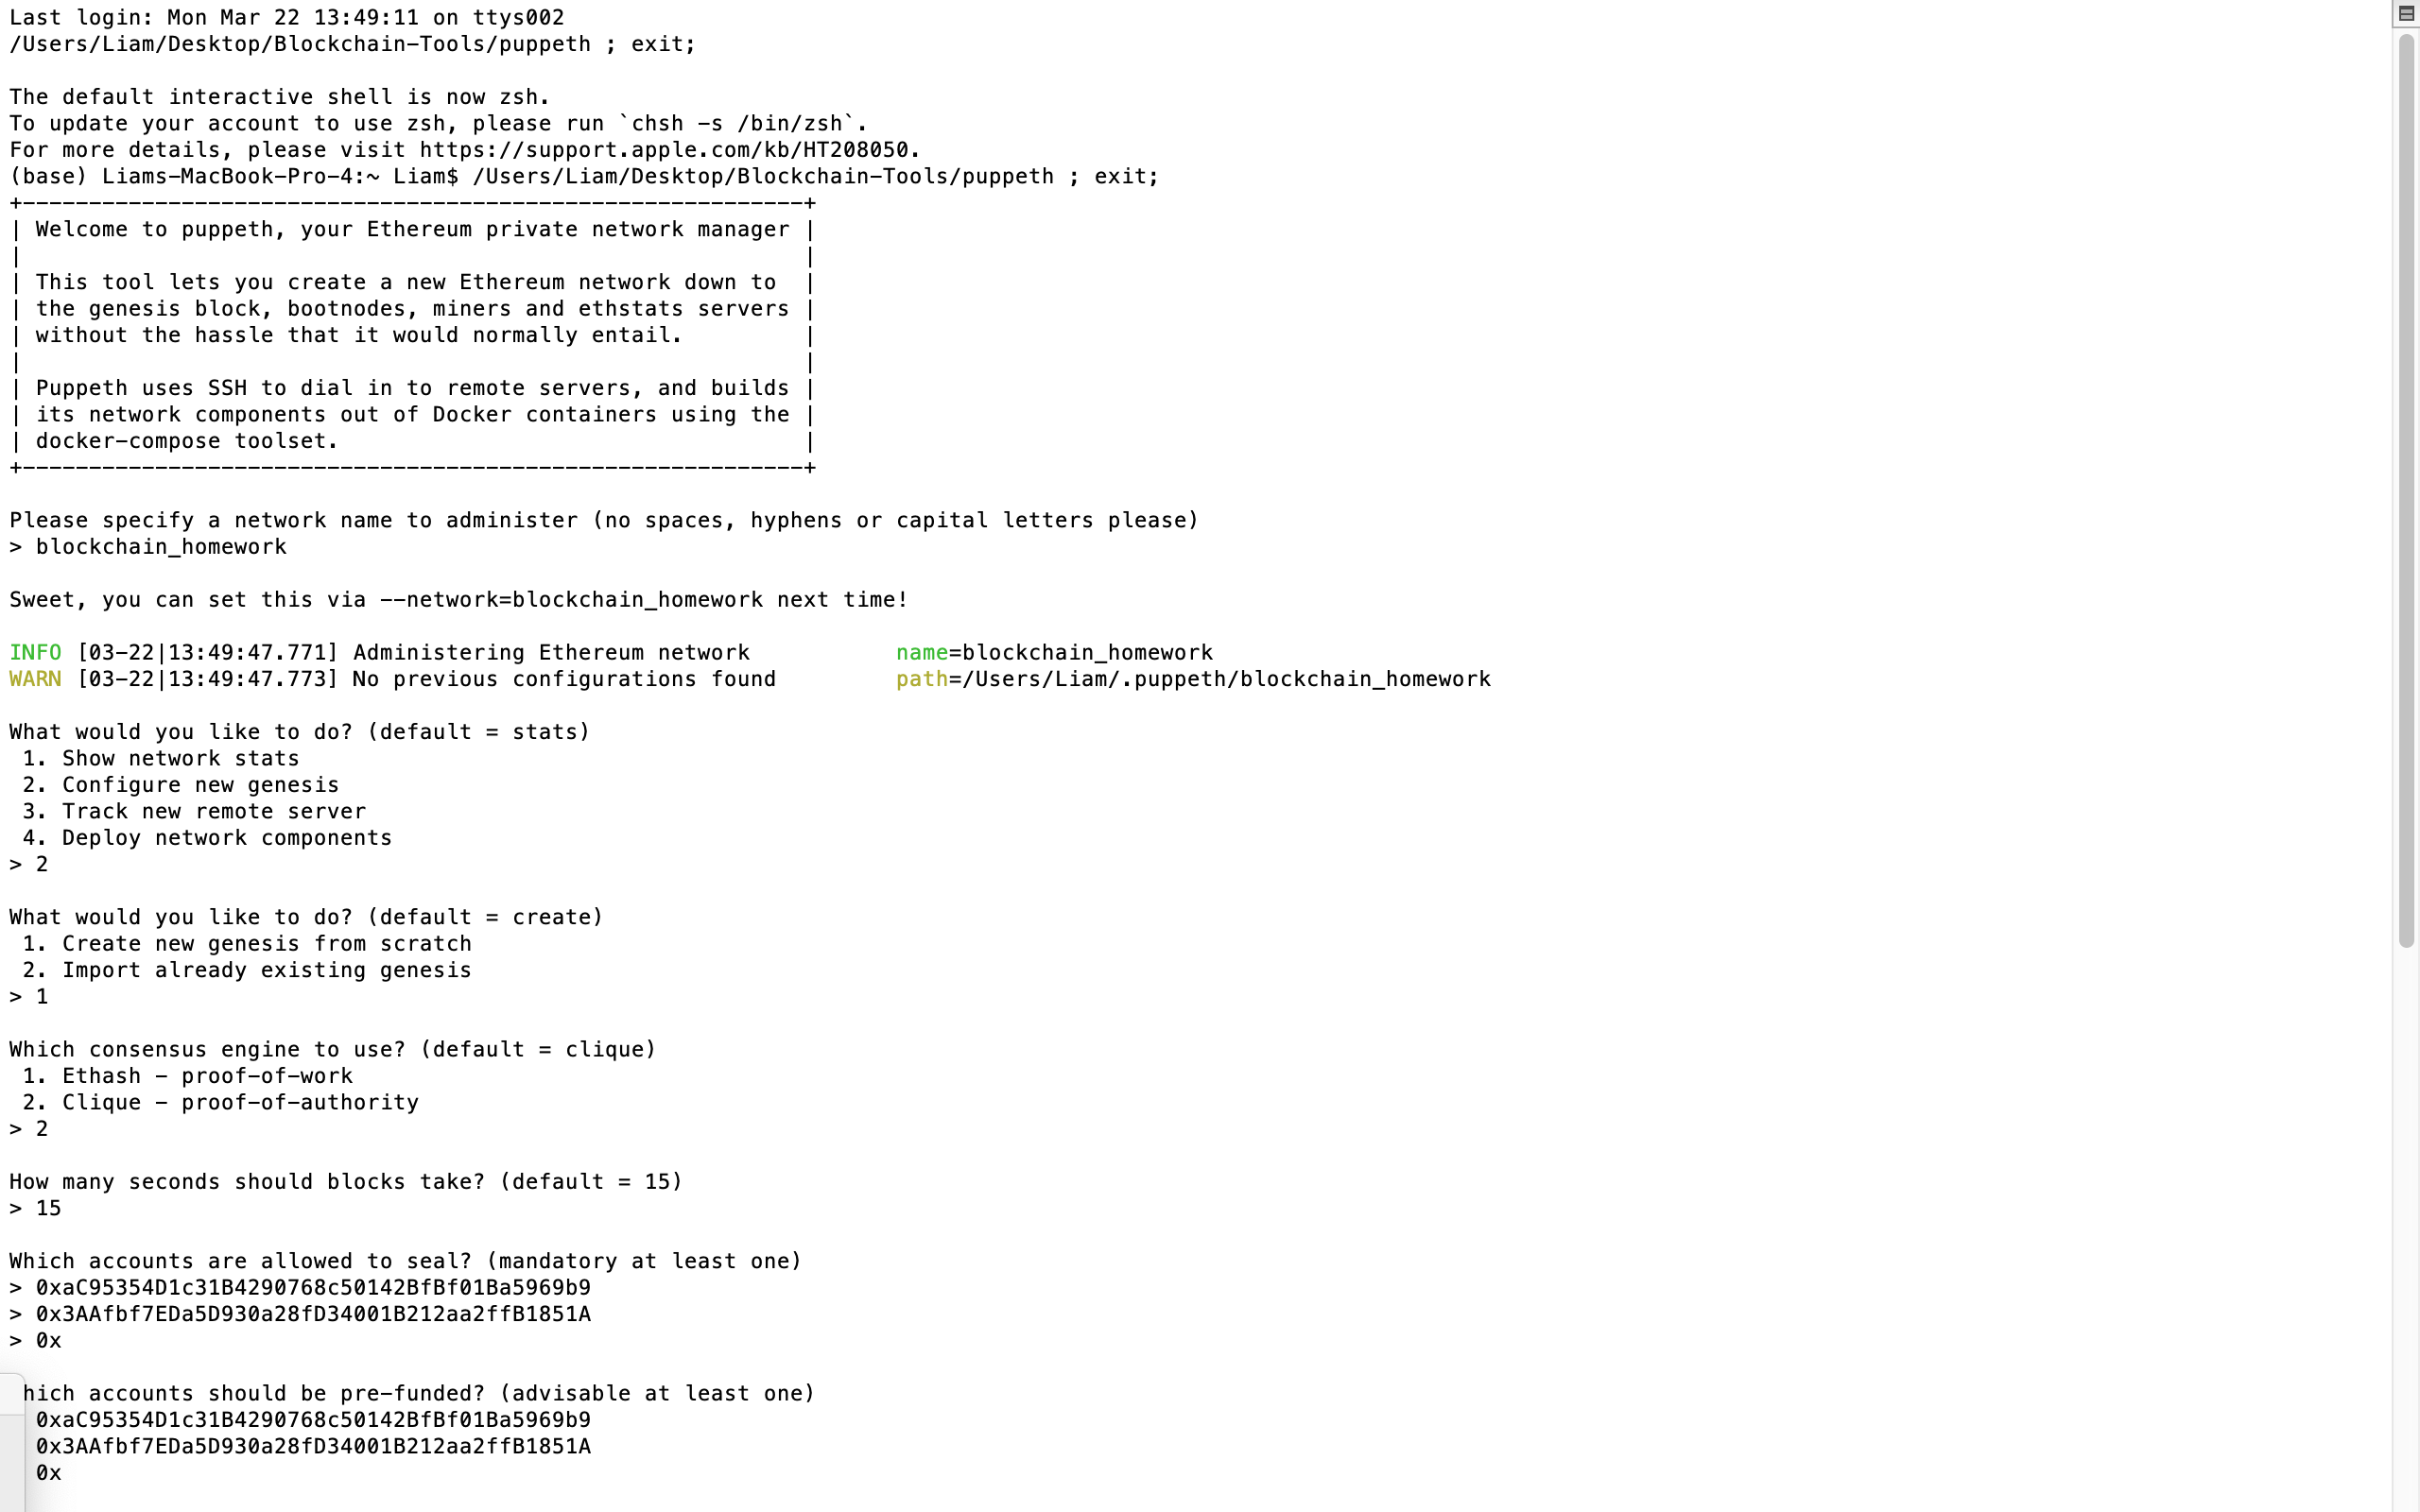 Last login: Mon Mar 22 13:49:11 on ttys002
/Users/Liam/Desktop/Blockchain-Tools/puppeth ; exit;
The default interactive shell is now zsh.
To update your account to use zsh, please run `chsh -s /bin/zsh`.
For more details, please visit https://support.apple.com/kb/HT208050.
(base) Liams-MacBook-Pro-4:~ Liam$ /Users/Liam/Desktop/Blockchain-Tools/puppeth ; exit;
+-----------------------------------------------------------+
| Welcome to puppeth, your Ethereum private network manager |
|                                                           |
| This tool lets you create a new Ethereum network down to  |
| the genesis block, bootnodes, miners and ethstats servers |
| without the hassle that it would normally entail.         |
|                                                           |
| Puppeth uses SSH to dial in to remote servers, and builds |
| its network components out of Docker containers using the |
| docker-compose toolset.                                   |
+-----------------------------------------------------------+
Please specify a network name to administer (no spaces, hyphens or capital letters please)
> blockchain_homework
Sweet, you can set this via --network=blockchain_homework next time!
INFO [03-22|13:49:47.771] Administering Ethereum network           name=blockchain_homework
WARN [03-22|13:49:47.773] No previous configurations found         path=/Users/Liam/.puppeth/blockchain_homework
What would you like to do? (default = stats)
 1. Show network stats
 2. Configure new genesis
 3. Track new remote server
 4. Deploy network components
> 2
What would you like to do? (default = create)
 1. Create new genesis from scratch
 2. Import already existing genesis
> 1
Which consensus engine to use? (default = clique)
 1. Ethash - proof-of-work
 2. Clique - proof-of-authority
> 2
How many seconds should blocks take? (default = 15)
> 15
Which accounts are allowed to seal? (mandatory at least one)
> 0xaC95354D1c31B4290768c50142BfBf01Ba5969b9
> 0x3AAfbf7EDa5D930a28fD34001B212aa2ffB1851A
> 0x
hich accounts should be pre-funded? (advisable at least one)
0xaC95354D1c31B4290768c50142BfBf01Ba5969b9
0x3AAfbf7EDa5D930a28fD34001B212aa2ffB1851A
0x